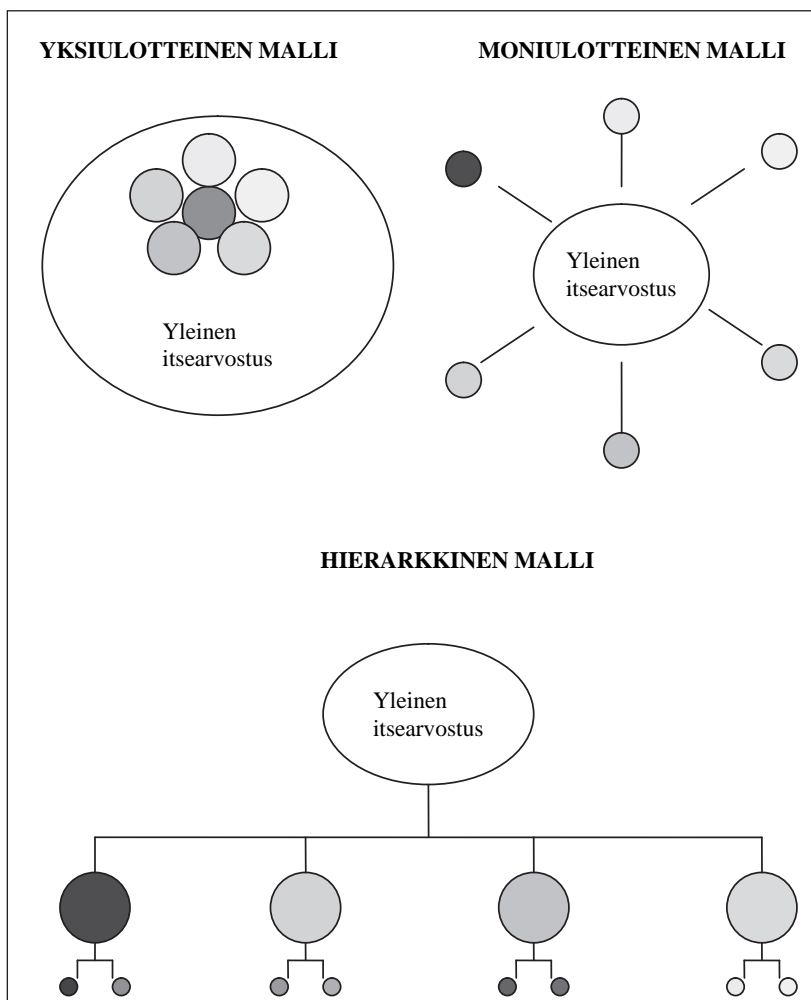 YKSIULOTTEINEN MALLI
Yleinen
itsearvostus
MONIULOTTEINEN MALLI
Yleinen
itsearvostus
HIERARKKINEN MALLI
Yleinen
itsearvostus